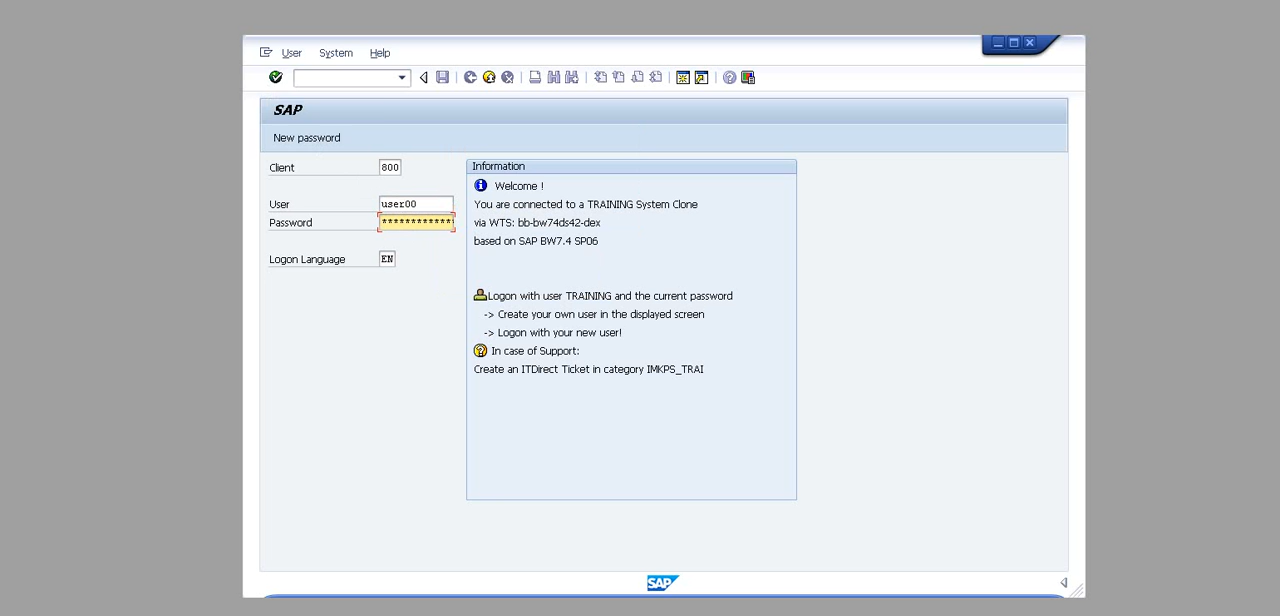 User System Help
SAP
New password
Client 800
Information
Welcome !
User user00
You are connected to a TRAINING System Clone
Password ************
via WTS: bb-bw74ds42-dex
based on SAP BW7.4 SP06
Logon Language EN
Logon with user TRAINING and the current password
-> Create your own user in the displayed screen
-> Logon with your new user!
In case of Support:
Create an ITDirect Ticket in category IMKPS_TRAI
SAP